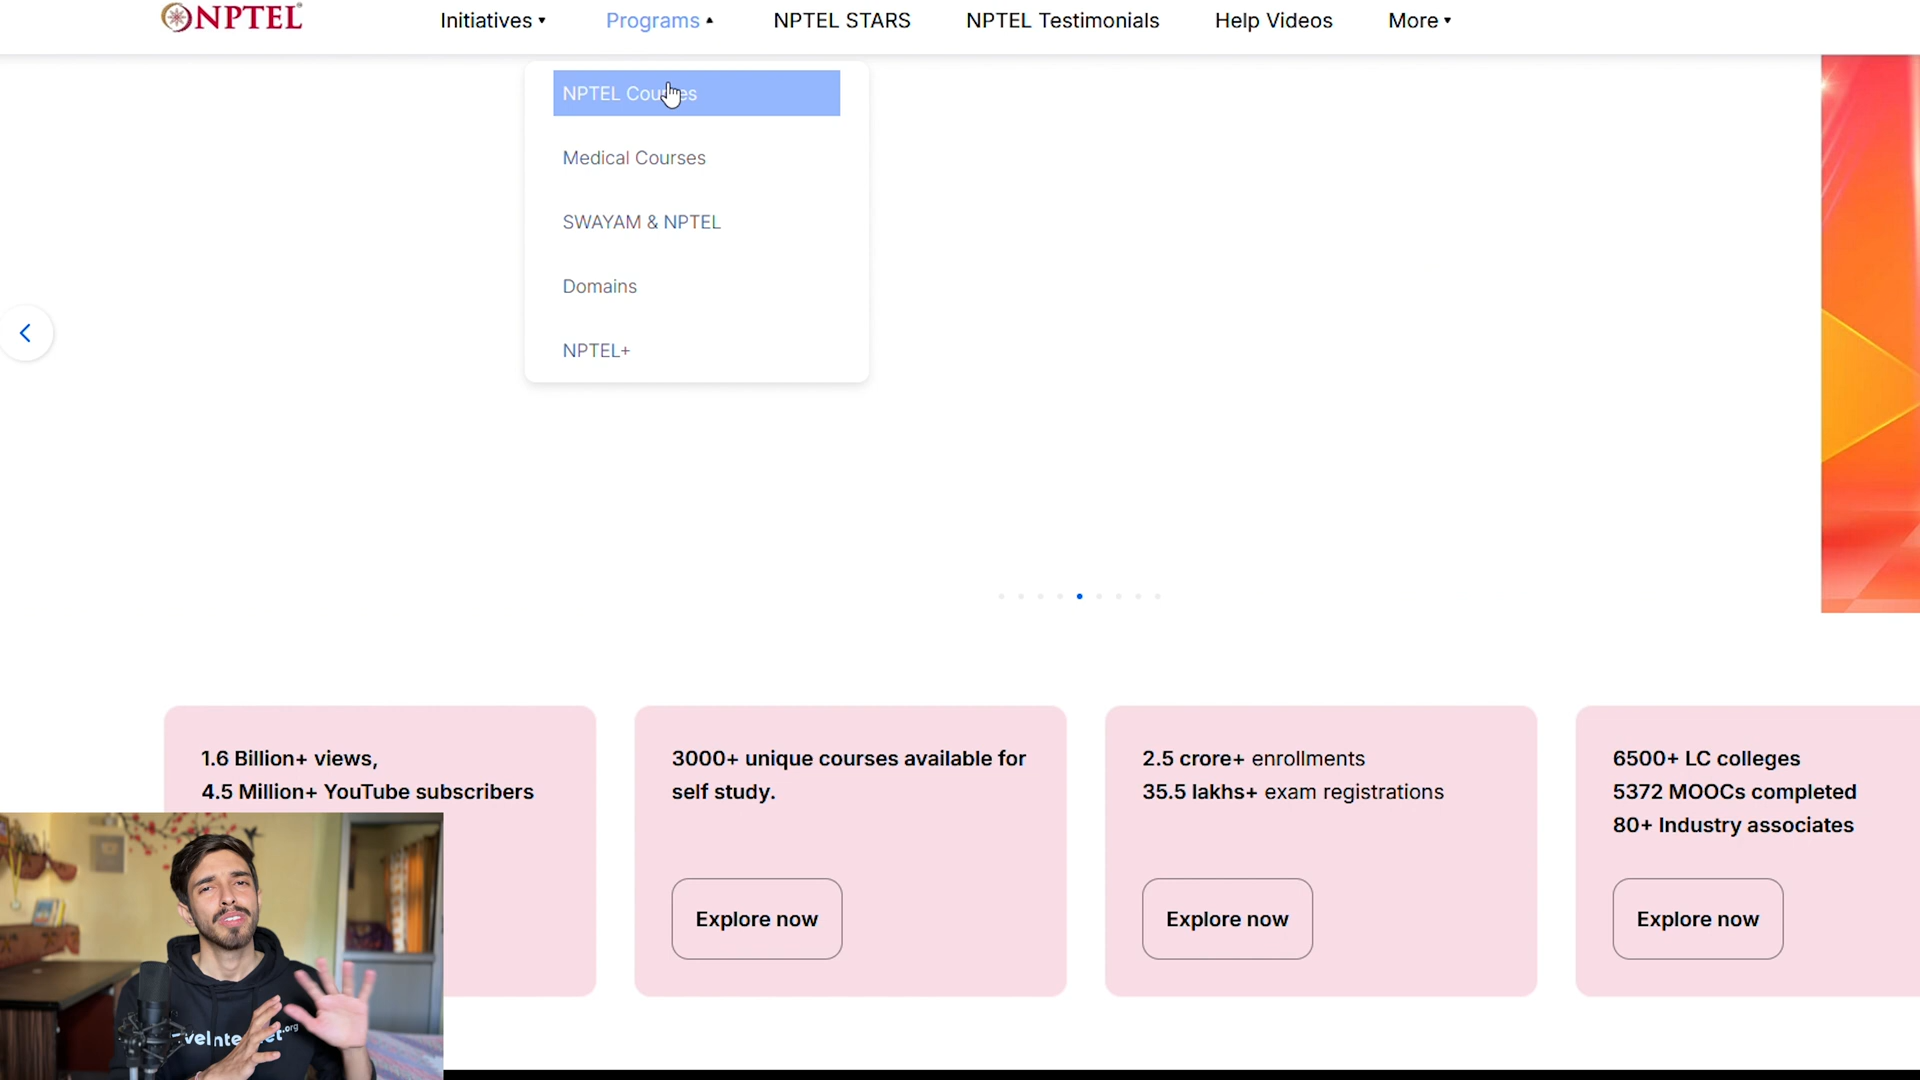 NPTEL
Initiatives
Programs
NPTEL STARS
NPTEL Testimonials
Help Videos
More
NPTEL Courses
Medical Courses
SWAYAM & NPTEL
Domains
NPTEL+
1.6 Billion+ views,
4.5 Million+ YouTube subscribers
3000+ unique courses available for
self study.
Explore now
2.5 crore+ enrollments
35.5 lakhs+ exam registrations
Explore now
6500+ LC colleges
5372 MOOCs completed
80+ Industry associates
Explore now